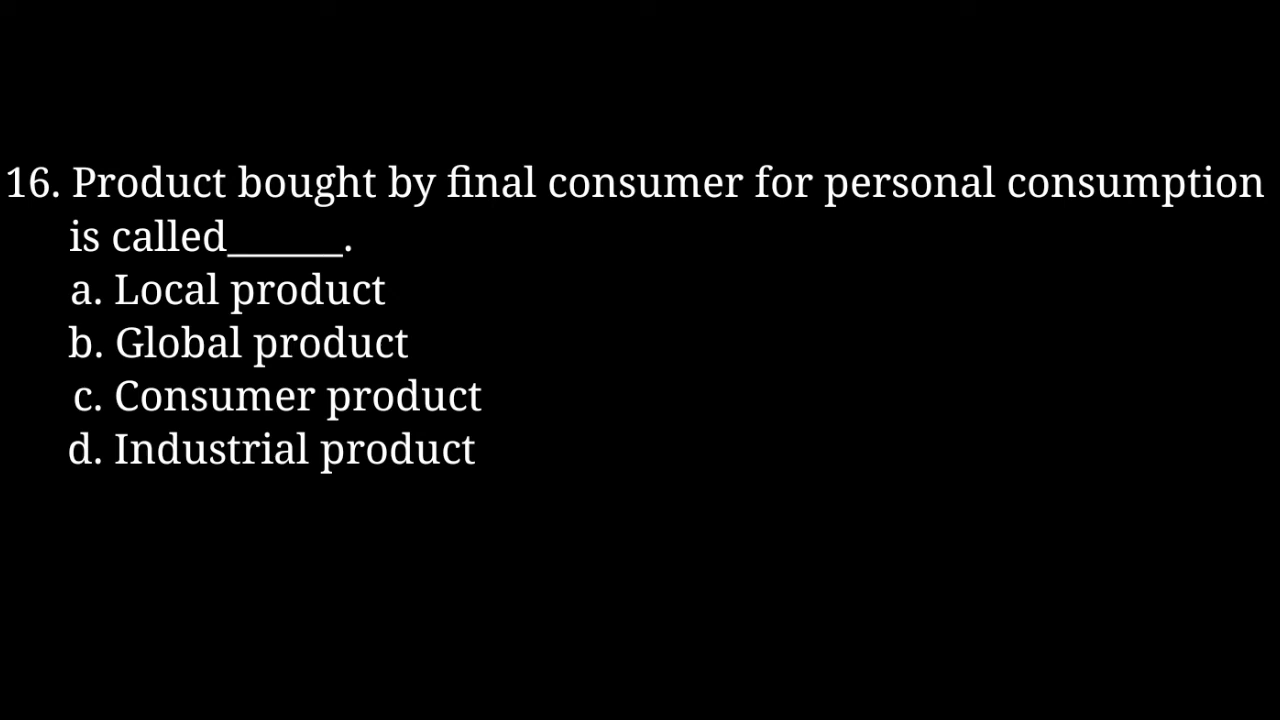 16. Product bought by final consumer for personal consumption
is called______.
a. Local product
b. Global product
c. Consumer product
d. Industrial product